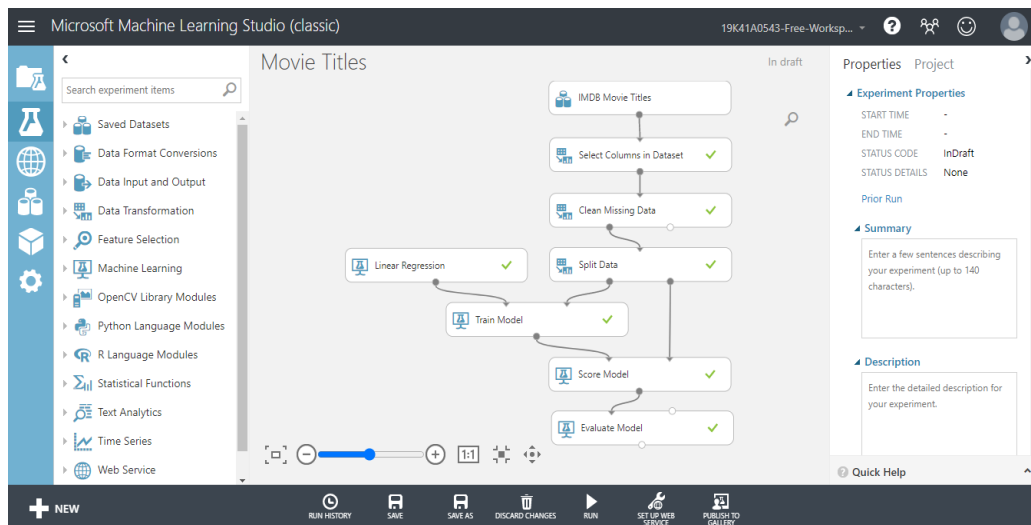 Microsoft Machine Learning Studio (classic)
19K41A0543-Free-Worksp...
?
Search experiment items
Saved Datasets
Data Format Conversions
Data Input and Output
Data Transformation
Feature Selection
Machine Learning
OpenCV Library Modules
Python Language Modules
R Language Modules
Statistical Functions
Text Analytics
Time Series
Web Service
Movie Titles
In draft
IMDB Movie Titles
Select Columns in Dataset
Clean Missing Data
Linear Regression
Split Data
Train Model
Score Model
Evaluate Model
1:1
Properties Project
Experiment Properties
START TIME -
END TIME -
STATUS CODE InDraft
STATUS DETAILS None
Prior Run
Summary
Enter a few sentences describing
your experiment (up to 140
characters).
Description
Enter the detailed description for
your experiment.
Quick Help
NEW
RUN HISTORY
SAVE
SAVE AS
DISCARD CHANGES
RUN
SET UP WEB
SERVICE
PUBLISH TO
GALLERY